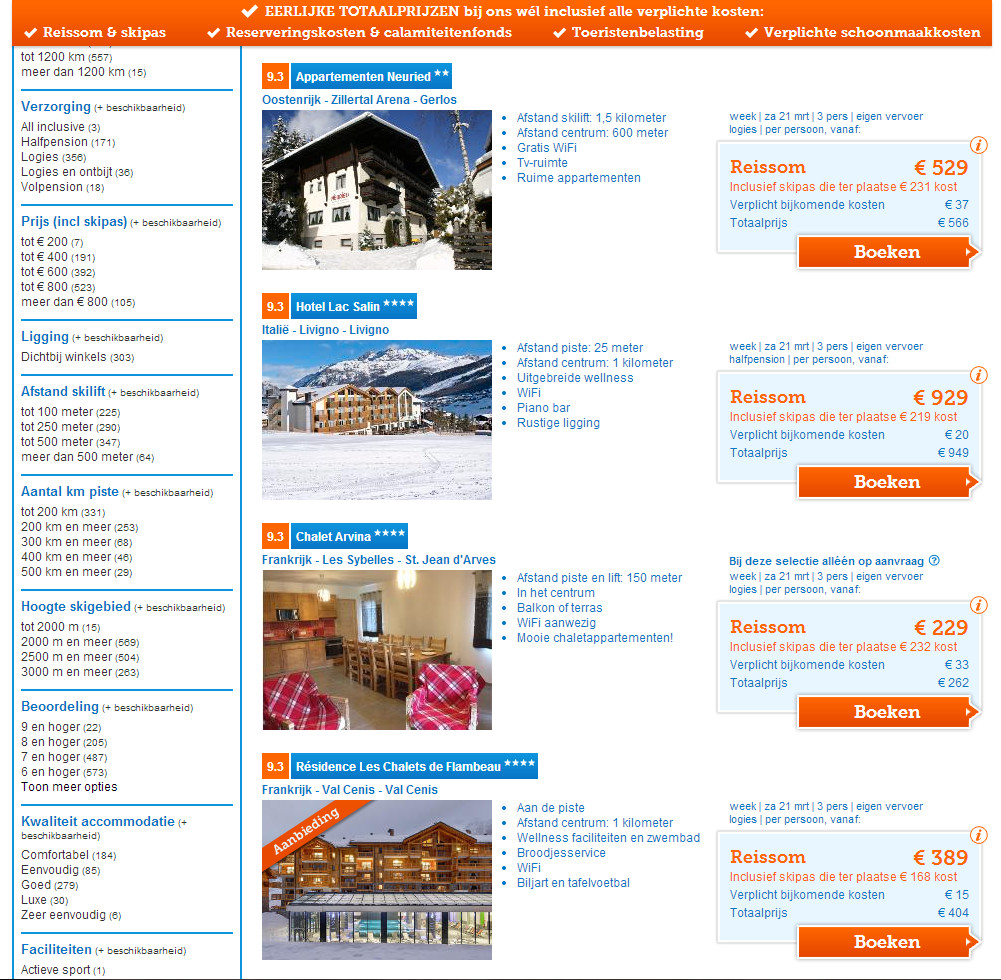 EERLIJKE TOTAALPRIJZEN bij ons wél inclusief alle verplichte kosten:
Reissom & skipas Reserveringskosten & calamiteitenfonds Toeristenbelasting Verplichte schoonmaakkosten
tot 1200 km (557)
meer dan 1200 km (15)
Verzorging (+ beschikbaarheid)
All inclusive (3)
Halfpension (171)
Logies (356)
Logies en ontbijt (36)
Volpension (18)
Prijs (incl skipas) (+ beschikbaarheid)
tot € 200 (7)
tot € 400 (191)
tot € 600 (392)
tot € 800 (523)
meer dan € 800 (105)
Ligging (+ beschikbaarheid)
Dichtbij winkels (303)
Afstand skilift (+ beschikbaarheid)
tot 100 meter (225)
tot 250 meter (290)
tot 500 meter (347)
meer dan 500 meter (64)
Aantal km piste (+ beschikbaarheid)
tot 200 km (331)
200 km en meer (253)
300 km en meer (68)
400 km en meer (46)
500 km en meer (29)
Hoogte skigebied (+ beschikbaarheid)
tot 2000 m (15)
2000 m en meer (569)
2500 m en meer (504)
3000 m en meer (263)
Beoordeling (+ beschikbaarheid)
9 en hoger (22)
8 en hoger (205)
7 en hoger (487)
6 en hoger (573)
Toon meer opties
Kwaliteit accommodatie (+
beschikbaarheid)
Comfortabel (184)
Eenvoudig (85)
Goed (279)
Luxe (30)
Zeer eenvoudig (6)
Faciliteiten (+ beschikbaarheid)
Actieve sport (1)
9.3 Appartementen Neuried **
Oostenrijk - Zillertal Arena - Gerlos
NEURIED
Afstand skilift: 1,5 kilometer
Afstand centrum: 600 meter
Gratis WiFi
Tv-ruimte
Ruime appartementen
week | za 21 mrt | 3 pers | eigen vervoer
logies | per persoon, vanaf:
i
Reissom € 529
Inclusief skipas die ter plaatse € 231 kost
Verplicht bijkomende kosten € 37
Totaalprijs € 566
Boeken
9.3 Hotel Lac Salin ****
Italië - Livigno - Livigno
Afstand piste: 25 meter
Afstand centrum: 1 kilometer
Uitgebreide wellness
WiFi
Piano bar
Rustige ligging
week | za 21 mrt | 3 pers | eigen vervoer
halfpension | per persoon, vanaf:
i
Reissom € 929
Inclusief skipas die ter plaatse € 219 kost
Verplicht bijkomende kosten € 20
Totaalprijs € 949
Boeken
9.3 Chalet Arvina ****
Frankrijk - Les Sybelles - St. Jean d'Arves
Afstand piste en lift: 150 meter
In het centrum
Balkon of terras
WiFi aanwezig
Mooie chaletappartementen!
Bij deze selectie alléén op aanvraag ?
week | za 21 mrt | 3 pers | eigen vervoer
logies | per persoon, vanaf:
i
Reissom € 229
Inclusief skipas die ter plaatse € 232 kost
Verplicht bijkomende kosten € 33
Totaalprijs € 262
Boeken
9.3 Résidence Les Chalets de Flambeau ****
Frankrijk - Val Cenis - Val Cenis
Aanbieding
Aan de piste
Afstand centrum: 1 kilometer
Wellness faciliteiten en zwembad
Broodjesservice
WiFi
Biljart en tafelvoetbal
week | za 21 mrt | 3 pers | eigen vervoer
logies | per persoon, vanaf:
i
Reissom € 389
Inclusief skipas die ter plaatse € 168 kost
Verplicht bijkomende kosten € 15
Totaalprijs € 404
Boeken